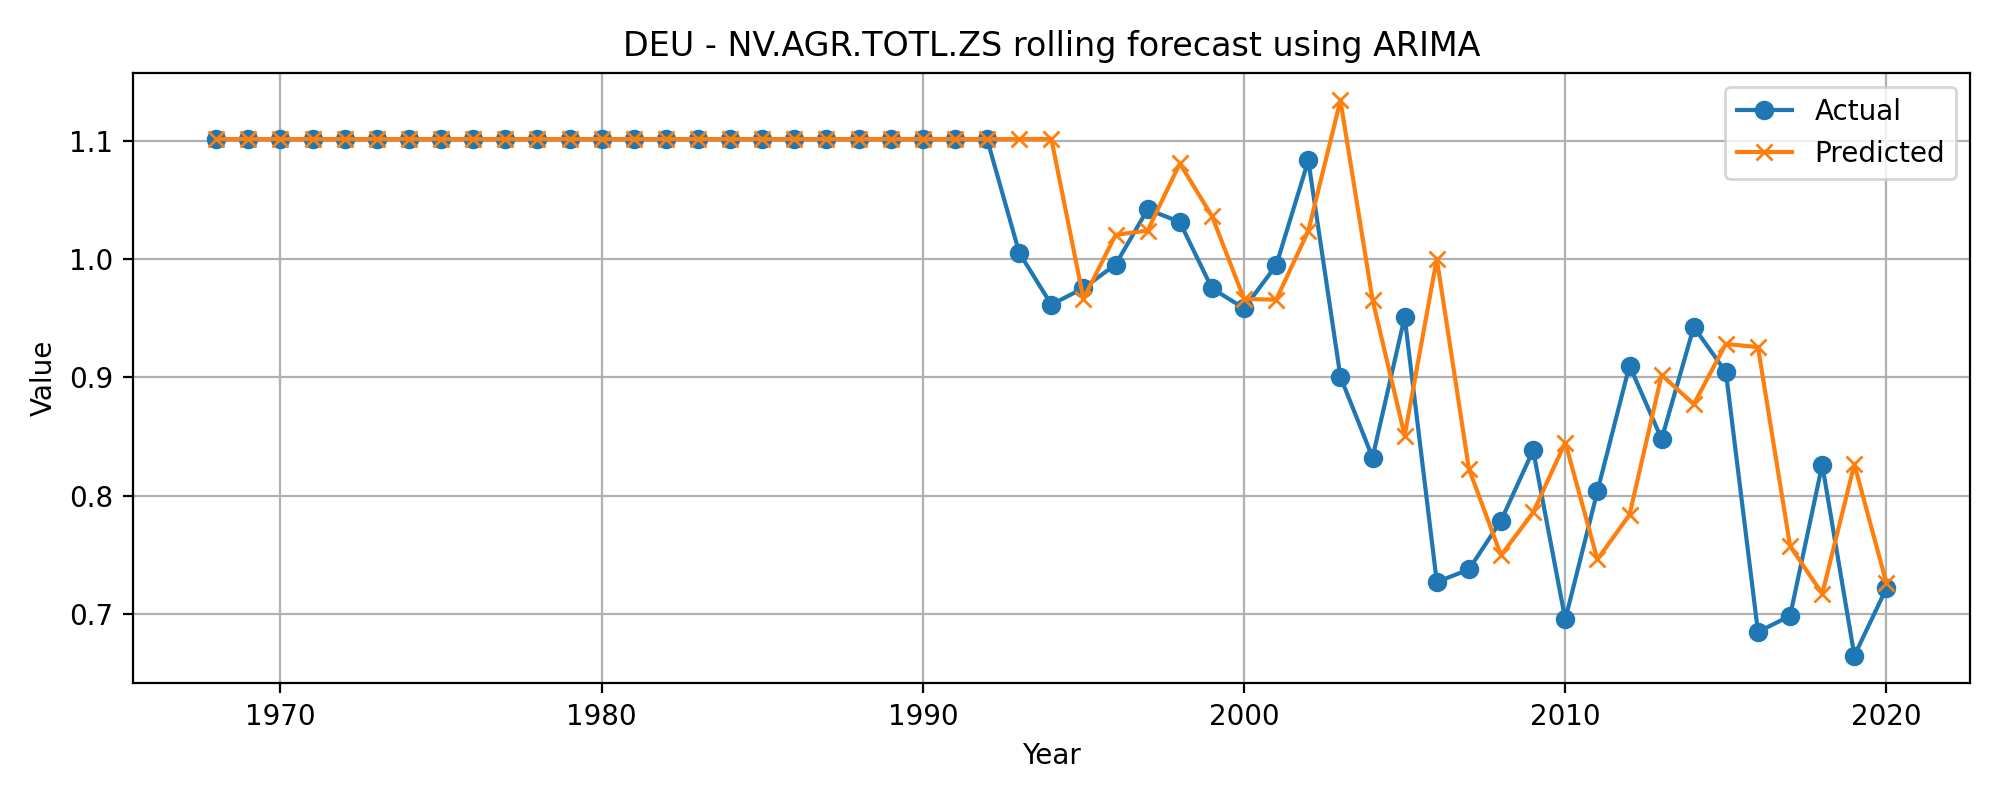 DEU - NV.AGR.TOTL.ZS rolling forecast using ARIMA
Actual
Predicted
Value
1.1
1.0
0.9
0.8
0.7
1970 1980 1990 2000 2010 2020
Year